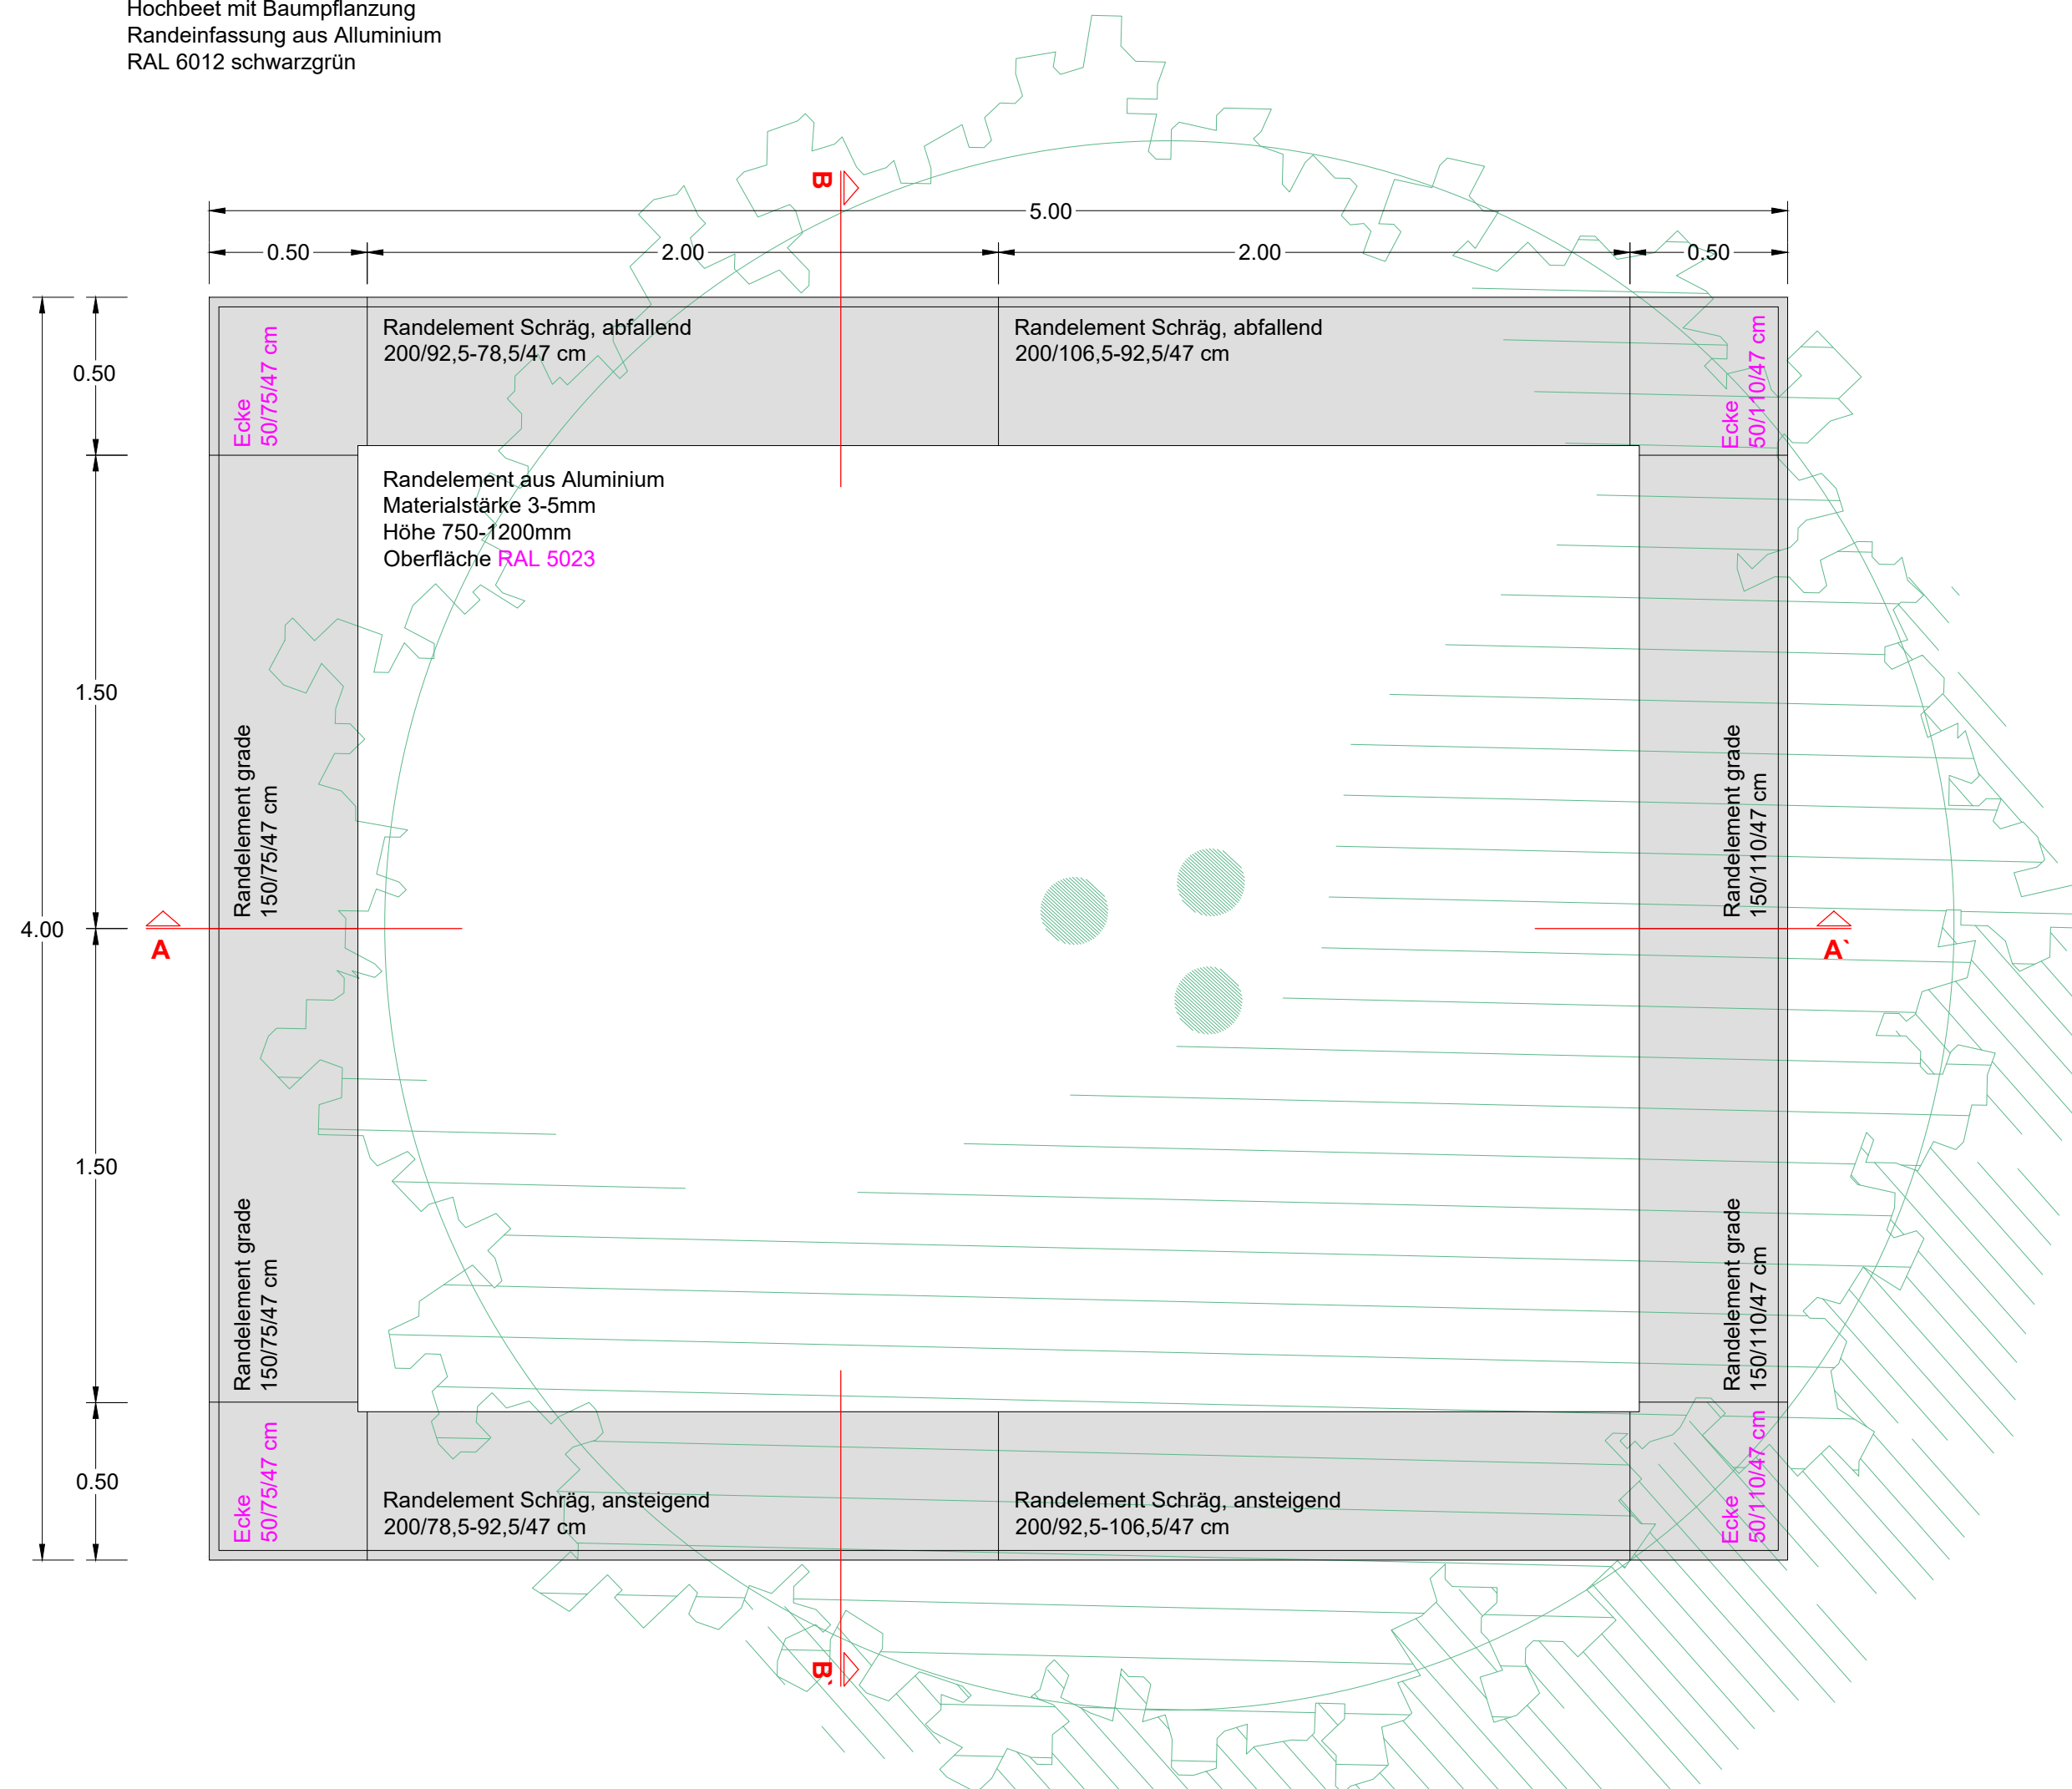 Hochbeet mit Baumpflanzung
Randeinfassung aus Alluminium
RAL 6012 schwarzgrün
B
5.00
0.50
2.00
2.00
0.50
0.50
1.50
4.00
1.50
0.50
Ecke
50/75/47 cm
Randelement Schräg, abfallend
200/92,5-78,5/47 cm
Randelement Schräg, abfallend
200/106,5-92,5/47 cm
Ecke
50/110/47 cm
Randelement aus Aluminium
Materialstärke 3-5mm
Höhe 750-1200mm
Oberfläche RAL 5023
Randelement grade
150/75/47 cm
Randelement grade
150/110/47 cm
A
A`
Randelement grade
150/75/47 cm
Randelement grade
150/110/47 cm
Ecke
50/75/47 cm
Randelement Schräg, ansteigend
200/78,5-92,5/47 cm
Randelement Schräg, ansteigend
200/92,5-106,5/47 cm
Ecke
50/110/47 cm
B`